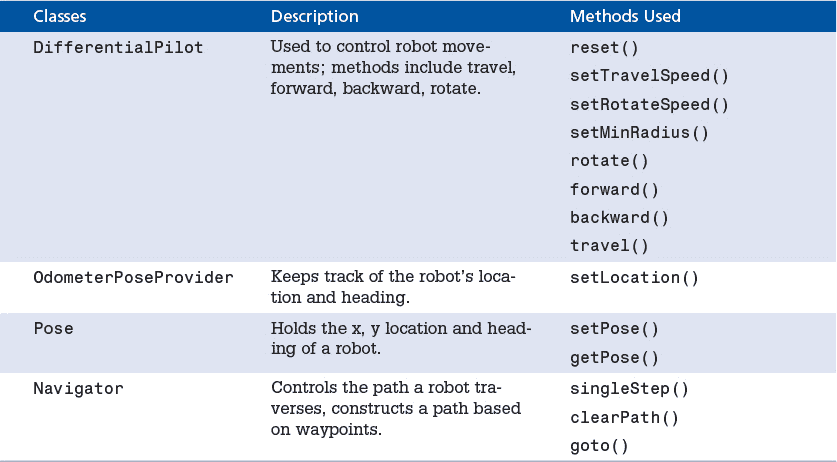 Classes Description Methods Used
DifferentialPilot Used to control robot move- reset()
ments; methods include travel, setTravelSpeed()
forward, backward, rotate. setRotateSpeed()
setMinRadius()
rotate()
forward()
backward()
travel()
OdometerPoseProvider Keeps track of the robot's loca- setLocation()
tion and heading.
Pose Holds the x, y location and head- setPose()
ing of a robot. getPose()
Navigator Controls the path a robot tra- singleStep()
verses, constructs a path based clearPath()
on waypoints. goto()